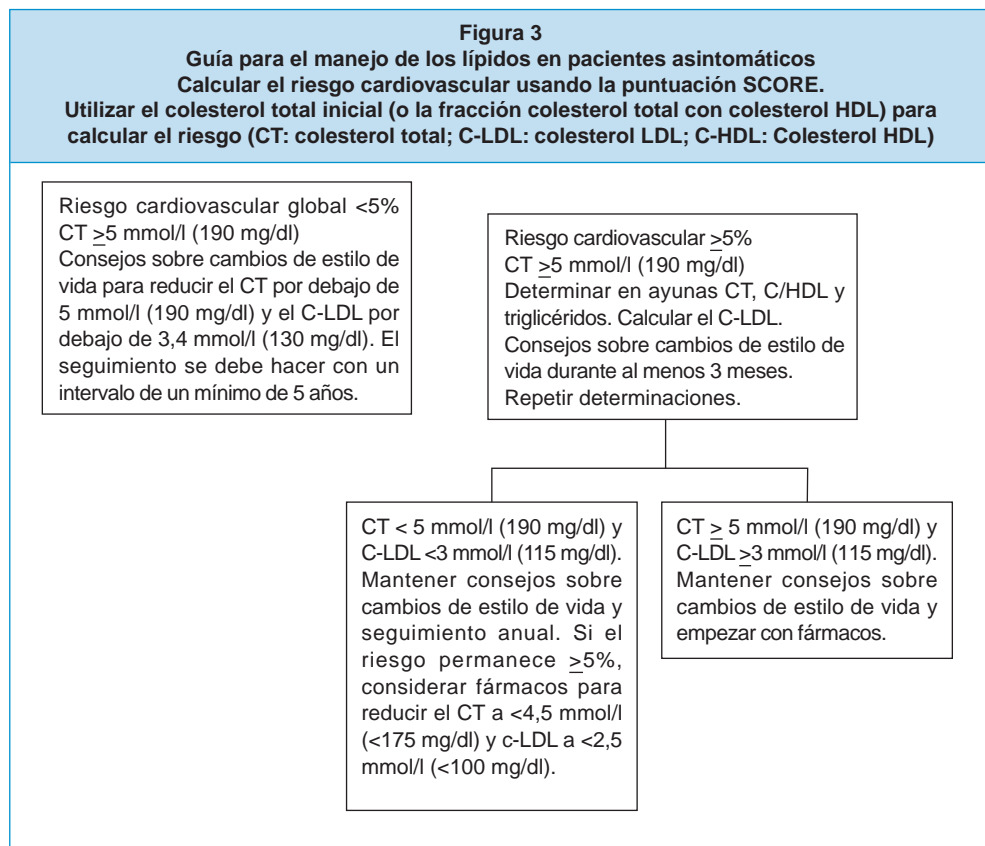 Figura 3
Guía para el manejo de los lípidos en pacientes asintomáticos
Calcular el riesgo cardiovascular usando la puntuación SCORE.
Utilizar el colesterol total inicial (o la fracción colesterol total con colesterol HDL) para
calcular el riesgo (CT: colesterol total; C-LDL: colesterol LDL; C-HDL: Colesterol HDL)
Riesgo cardiovascular global <5%
CT ≥5 mmol/l (190 mg/dl)
Consejos sobre cambios de estilo de
vida para reducir el CT por debajo de
5 mmol/l (190 mg/dl) y el C-LDL por
debajo de 3,4 mmol/l (130 mg/dl). El
seguimiento se debe hacer con un
intervalo de un mínimo de 5 años.
Riesgo cardiovascular ≥5%
CT ≥5 mmol/l (190 mg/dl)
Determinar en ayunas CT, C/HDL y
triglicéridos. Calcular el C-LDL.
Consejos sobre cambios de estilo de
vida durante al menos 3 meses.
Repetir determinaciones.
CT < 5 mmol/l (190 mg/dl) y
C-LDL <3 mmol/l (115 mg/dl).
Mantener consejos sobre
cambios de estilo de vida y
seguimiento anual. Si el
riesgo permanece ≥5%,
considerar fármacos para
reducir el CT a <4,5 mmol/l
(<175 mg/dl) y c-LDL a <2,5
mmol/l (<100 mg/dl).
CT ≥ 5 mmol/l (190 mg/dl) y
C-LDL ≥3 mmol/l (115 mg/dl).
Mantener consejos sobre
cambios de estilo de vida y
empezar con fármacos.